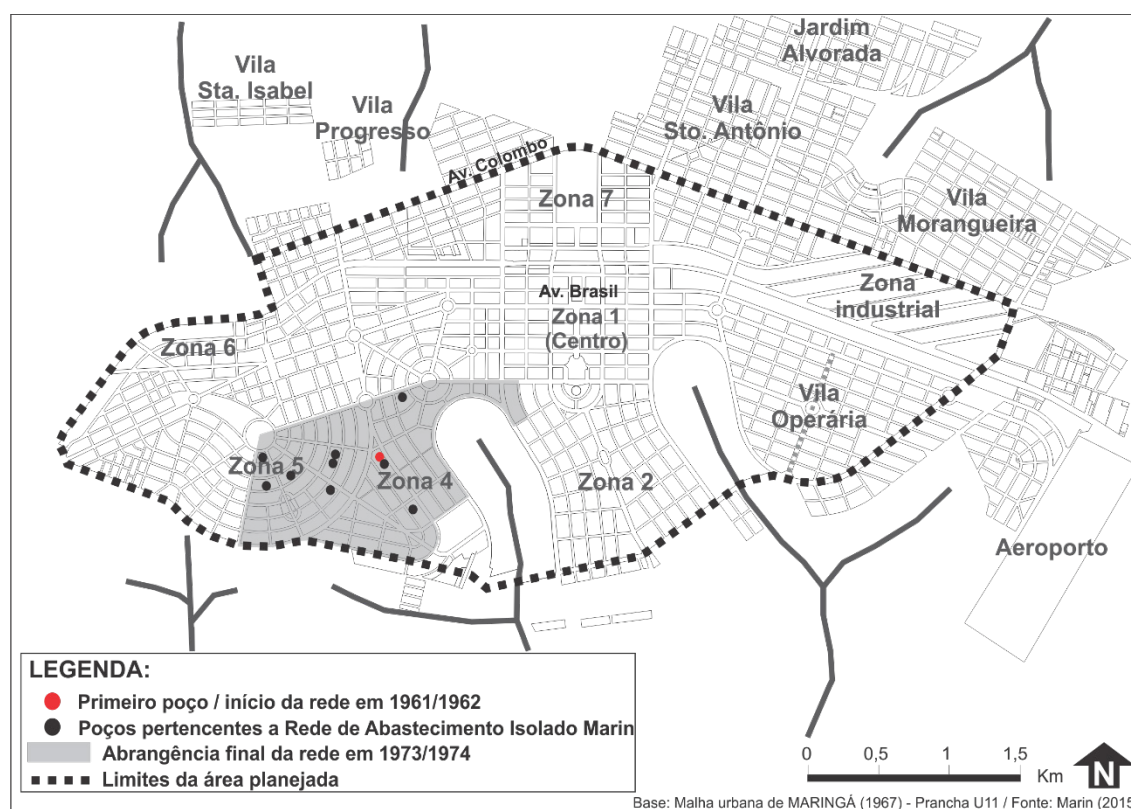 Jardim
Alvorada
Vila
Sta. Isabel
Vila
Progresso
Vila
Sto. Antônio
Av. Colombo
Zona 7
Vila
Morangueira
Av. Brasil
Zona 1
(Centro)
Zona
industrial
Zona 6
Vila
Operária
Zona 5
Zona 4
Zona 2
Aeroporto
LEGENDA:
Primeiro poço / início da rede em 1961/1962
Poços pertencentes a Rede de Abastecimento Isolado Marin
Abrangência final da rede em 1973/1974
Limites da área planejada
0 0,5 1 1,5
Km
N
Base: Malha urbana de MARINGÁ (1967) - Prancha U11 / Fonte: Marin (2015